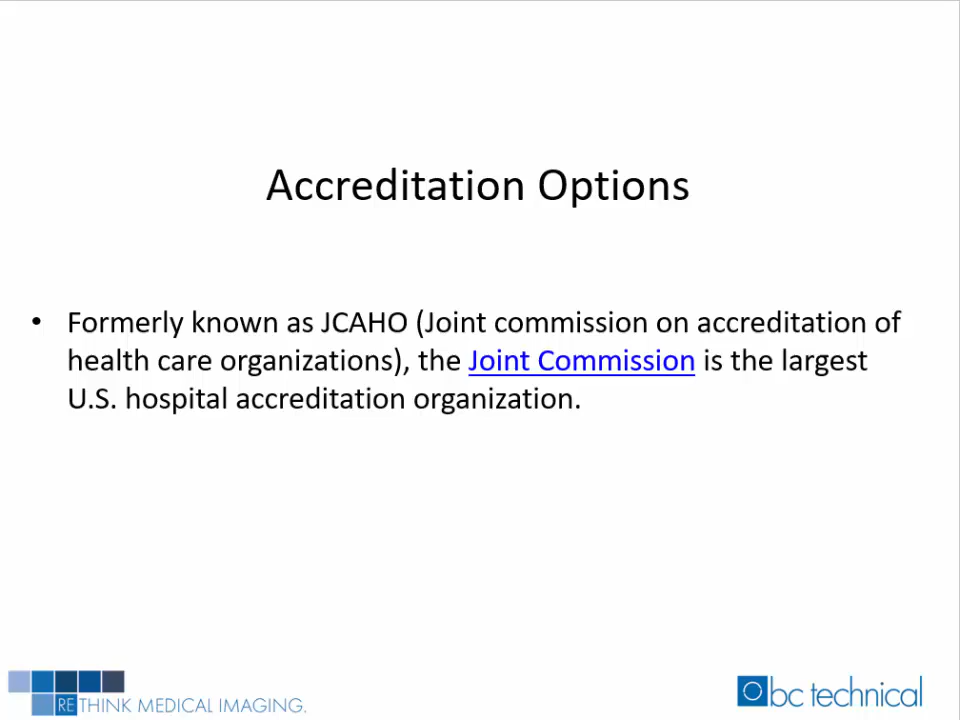 Accreditation Options
• Formerly known as JCAHO (Joint commission on accreditation of
health care organizations), the Joint Commission is the largest
U.S. hospital accreditation organization.
RETHINK MEDICAL IMAGING.
bc technical